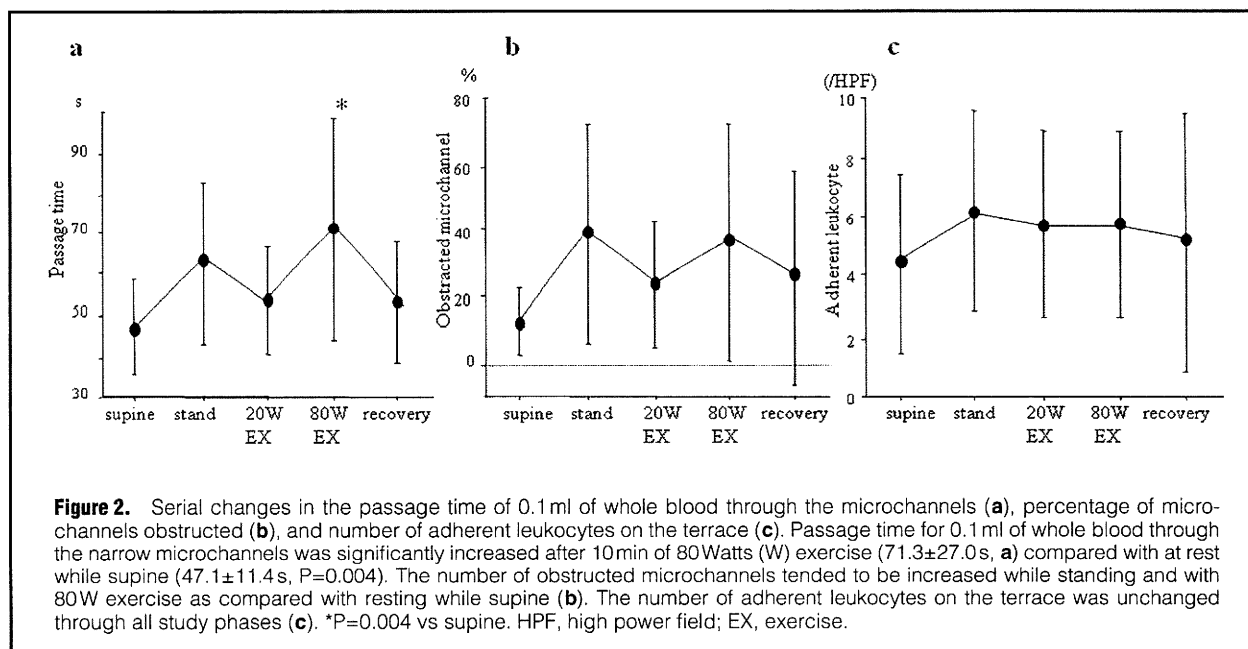 a
b
c
s
90
70
50
30
Passage time
*
supine
stand
20W
EX
80W
EX
recovery
%
80
60
40
20
0
Obstracted microchannel
supine
stand
20W
EX
80W
EX
recovery
(/HPF)
10
8
6
4
2
0
Adherent leukocyte
supine
stand
20W
EX
80W
EX
recovery
Figure 2. Serial changes in the passage time of 0.1 ml of whole blood through the microchannels (a), percentage of micro-
channels obstructed (b), and number of adherent leukocytes on the terrace (c). Passage time for 0.1 ml of whole blood through
the narrow microchannels was significantly increased after 10 min of 80 Watts (W) exercise (71.3±27.0 s, a) compared with at rest
while supine (47.1±11.4 s, P=0.004). The number of obstructed microchannels tended to be increased while standing and with
80 W exercise as compared with resting while supine (b). The number of adherent leukocytes on the terrace was unchanged
through all study phases (c). *P=0.004 vs supine. HPF, high power field; EX, exercise.